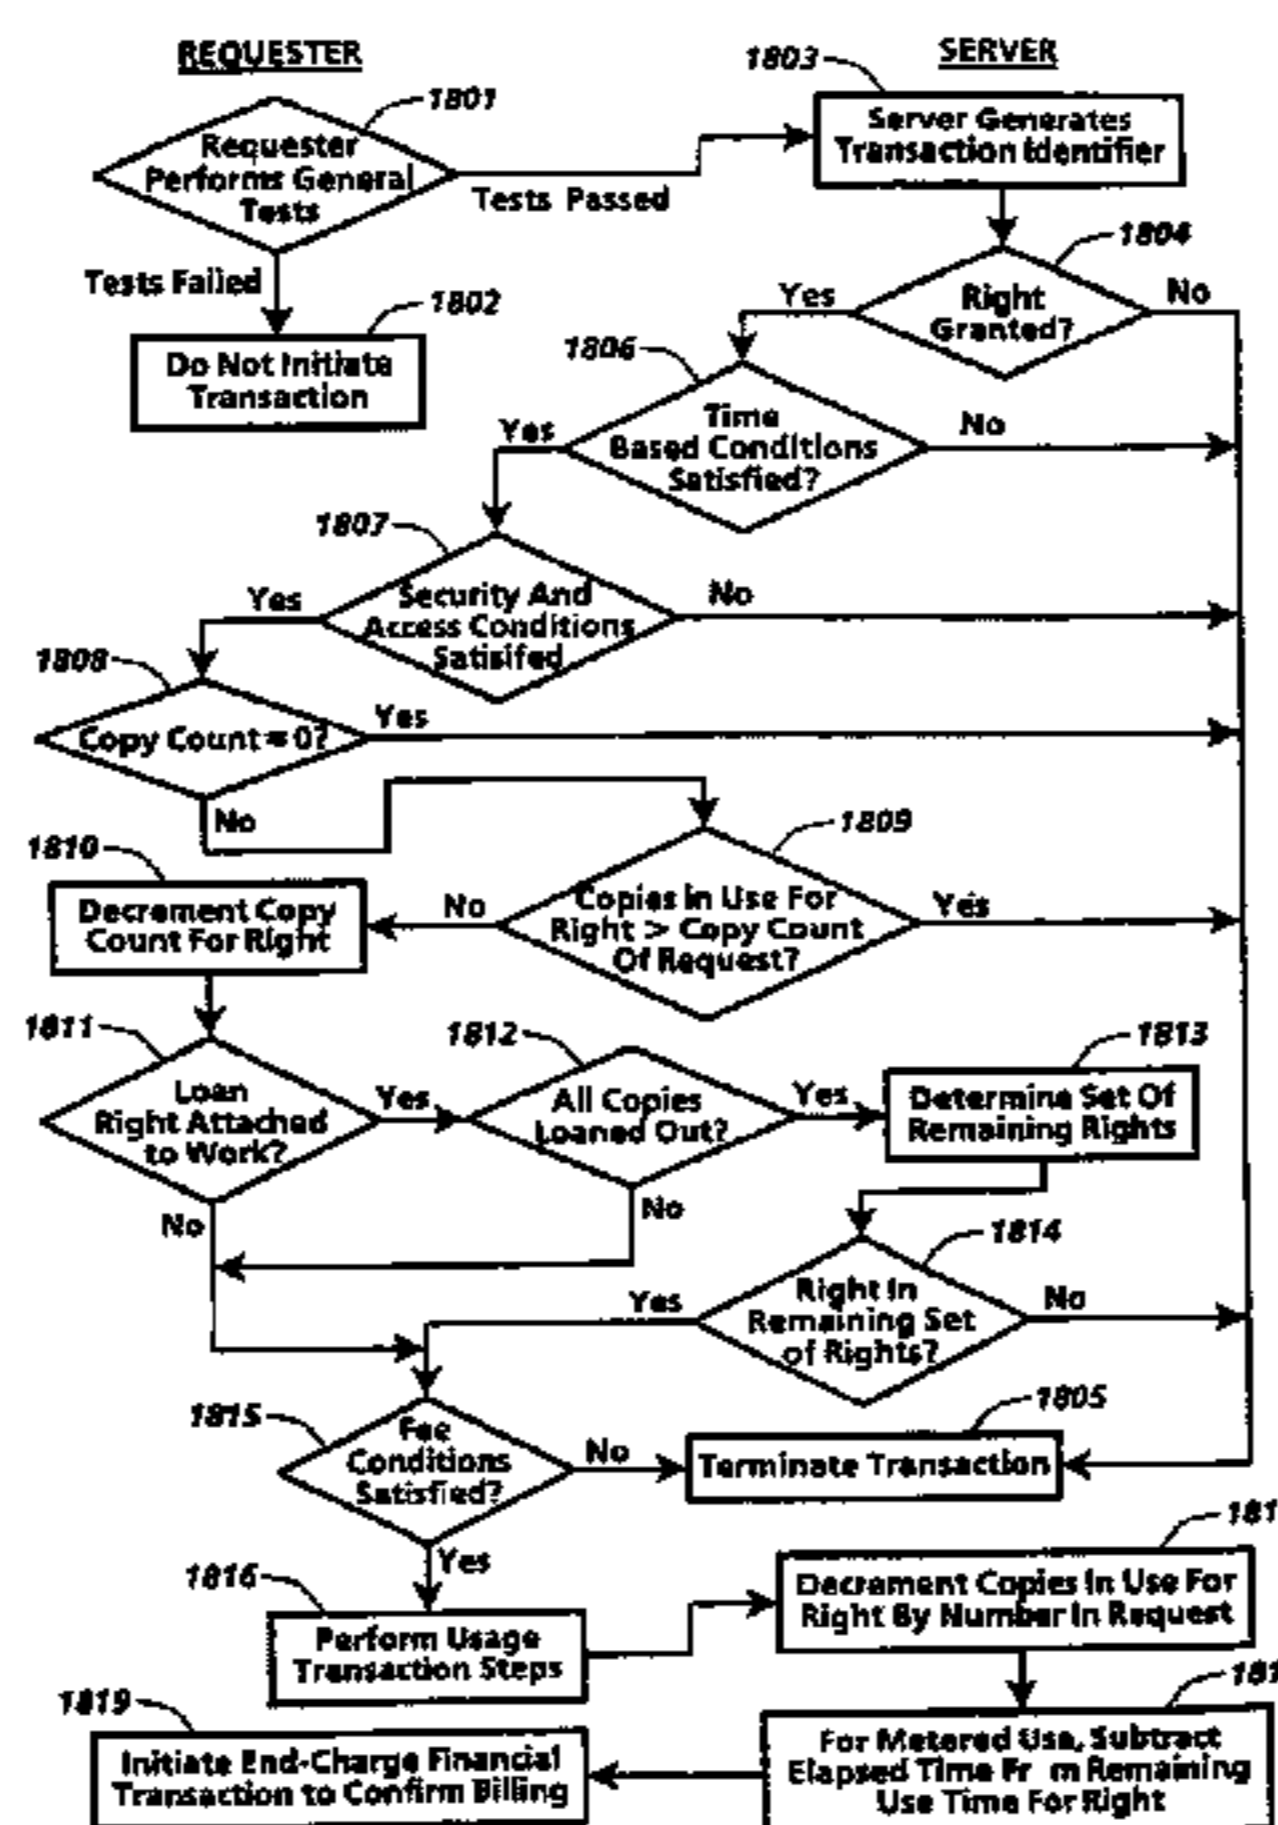 REQUESTER
SERVER
1801
1803
Requester
Performs General
Tests
Server Generates
Transaction Identifier
Tests Passed
Tests Failed
1802
Do Not Initiate
Transaction
1804
Right
Granted?
Yes
No
1806
Time
Based Conditions
Satisfied?
Yes
No
1807
Security And
Access Conditions
Satisifed
Yes
No
1808
Copy Count = 0?
Yes
No
1809
Copies in Use For
Right > Copy Count
Of Request?
No
Yes
1810
Decrement Copy
Count For Right
1811
Loan
Right Attached
to Work?
Yes
No
1812
All Copies
Loaned Out?
Yes
No
1813
Determine Set Of
Remaining Rights
1814
Right In
Remaining Set
of Rights?
Yes
No
1805
Terminate Transaction
1815
Fee
Conditions
Satisfied?
No
Yes
1816
Perform Usage
Transaction Steps
181
Decrament Copies In Use For
Right By Number In Request
181
For Metered Use, Subtract
Elapsed Time Fr m Remaining
Use Time For Right
1819
Initiate End-Charge Financial
Transaction to Confirm Billing